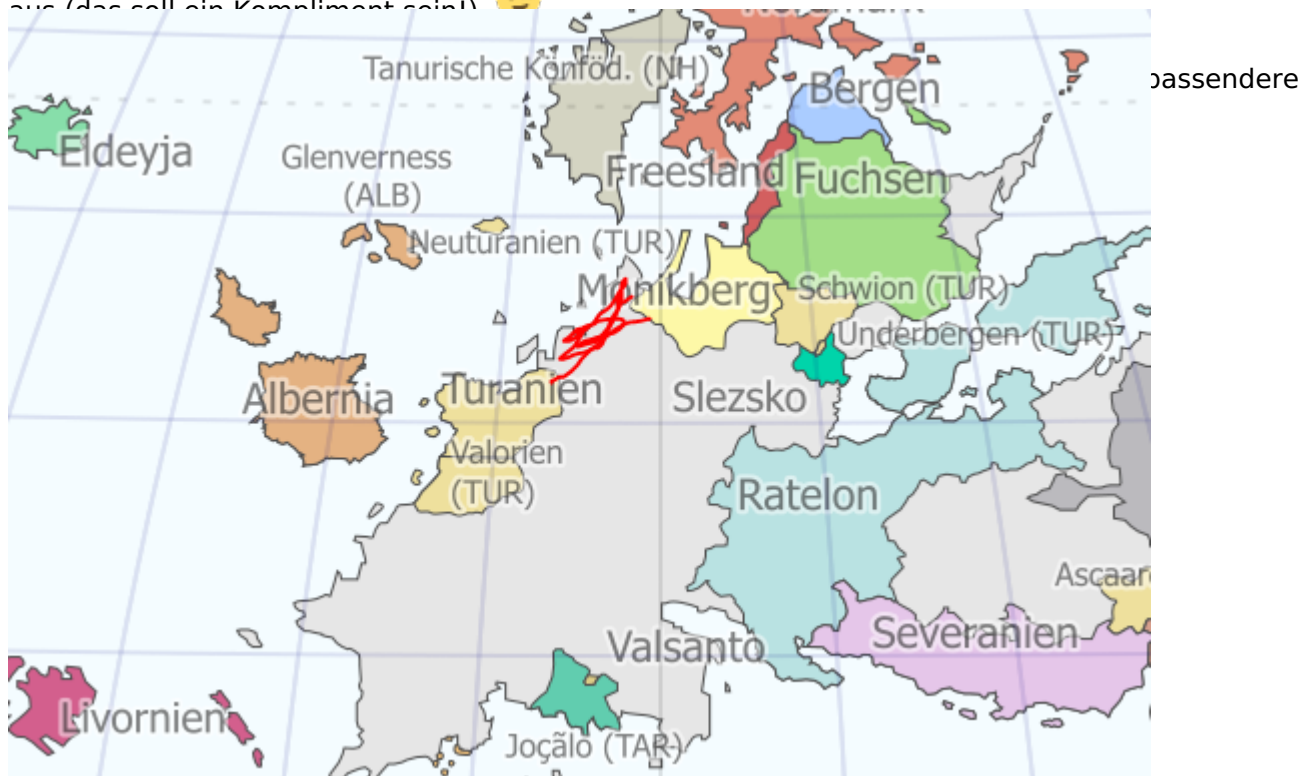 aus (das soll ein Kompliment sein!)
Nordmark
Tanurische Konföd. (NH)
passendere
Bergen
Eldeyja
Glenverness
(ALB)
Freesland
Fuchsen
Neuturanien (TUR)
Monikberg
Schwion (TUR)
Underbergen (TUR)
Albernia
Turanien
Slezsko
Valorien
(TUR)
Ratelon
Ascaar
Severanien
Valsanto
Livornien
Joçãlo (TAR)